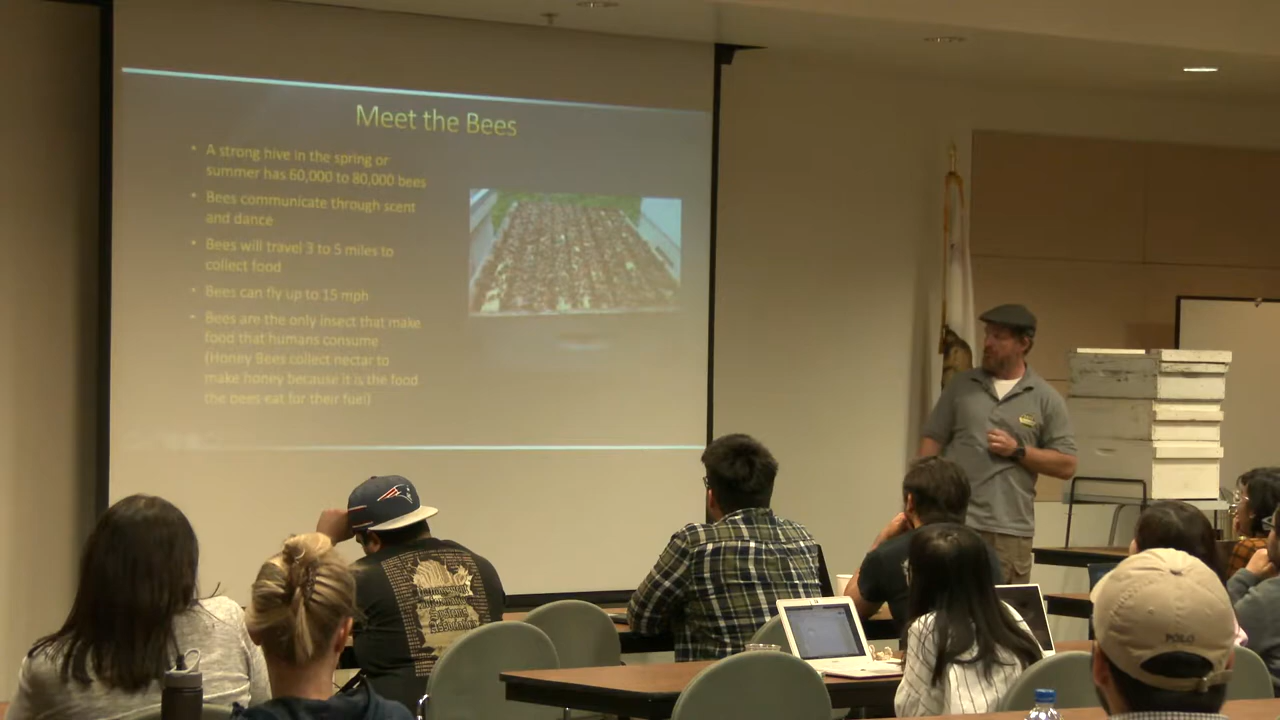 Meet the Bees
• A strong hive in the spring or
summer has 60,000 to 80,000 bees
• Bees communicate through scent
and dance
• Bees will travel 3 to 5 miles to
collect food
• Bees can fly up to 15 mph
• Bees are the only insect that make
food that humans consume
(Honey Bees collect nectar to
make honey because it is the food
the bees eat for their fuel)
POLO